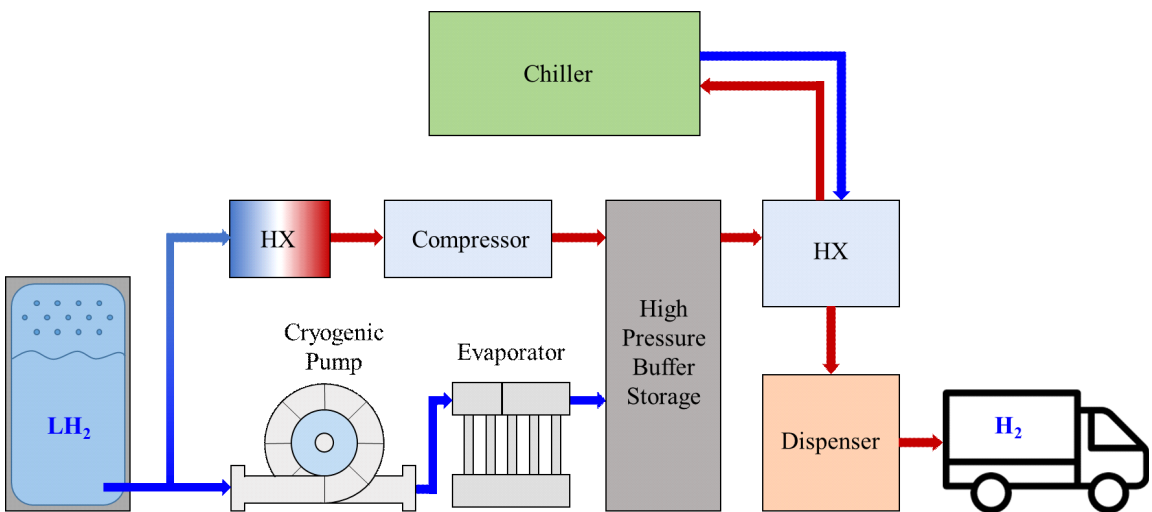 Chiller
HX
Compressor
HX
High
Pressure
Buffer
Storage
Cryogenic
Pump
Evaporator
LH₂
Dispenser
H₂